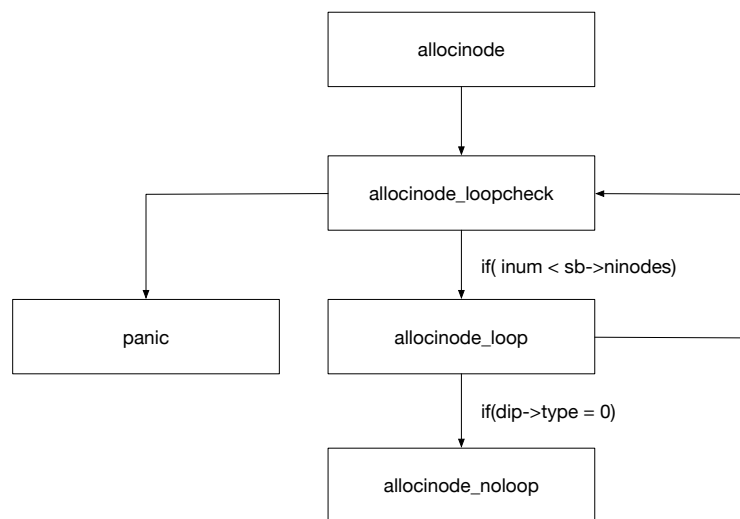 allocinode
allocinode_loopcheck
if( inum < sb->ninodes)
panic
allocinode_loop
if(dip->type = 0)
allocinode_noloop